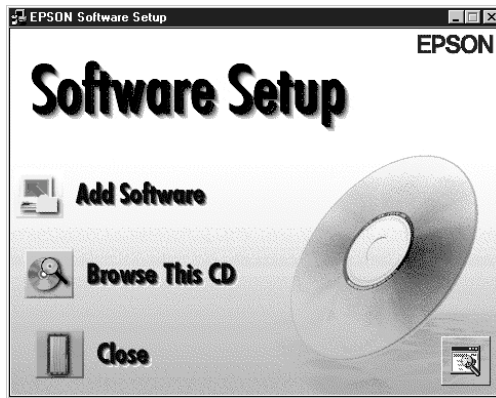 EPSON Software Setup
EPSON
Software Setup
Add Software
Browse This CD
Close